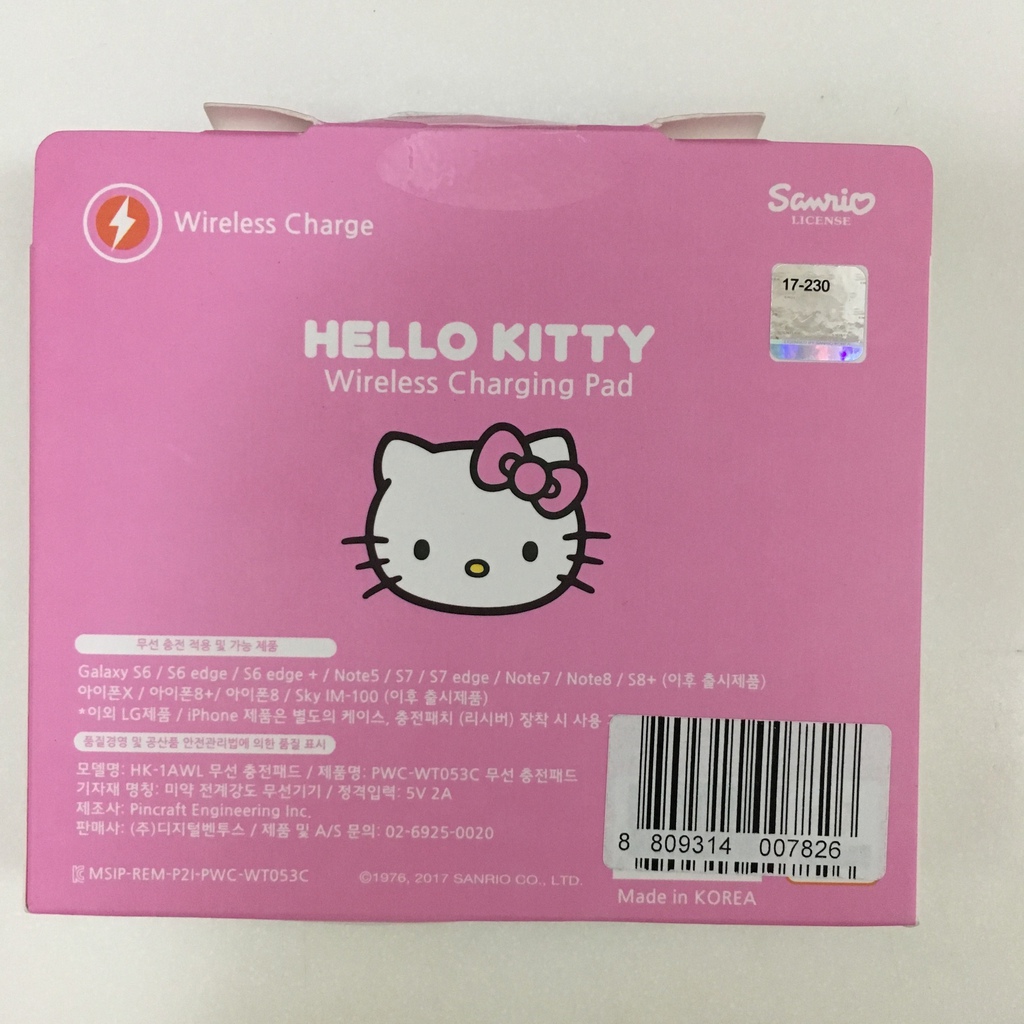 Wireless Charge
Sanrio
LICENSE
17-230
HELLO KITTY
Wireless Charging Pad
무선 충전 적용 및 가능 제품
Galaxy S6 / S6 edge / S6 edge + / Note5 / S7 / S7 edge / Note7 / Note8 / S8+ (이후 출시제품)
아이폰X / 아이폰8+/ 아이폰8 / Sky IM-100 (이후 출시제품)
*이외 LG제품 / iPhone 제품은 별도의 케이스, 충전패치 (리시버) 장착 시 사용
품질경영 및 공산품 안전관리법에 의한 품질 표시
모델명: HK-1AWL 무선 충전패드 / 제품명: PWC-WT053C 무선 충전패드
기자재 명칭: 미약 전계강도 무선기기 / 정격입력: 5V 2A
제조사: Pincraft Engineering Inc.
판매사: (주)디지털벤투스 / 제품 및 A/S 문의: 02-6925-0020
8 809314 007826
MSIP-REM-P2I-PWC-WT053C
©1976, 2017 SANRIO CO., LTD.
Made in KOREA